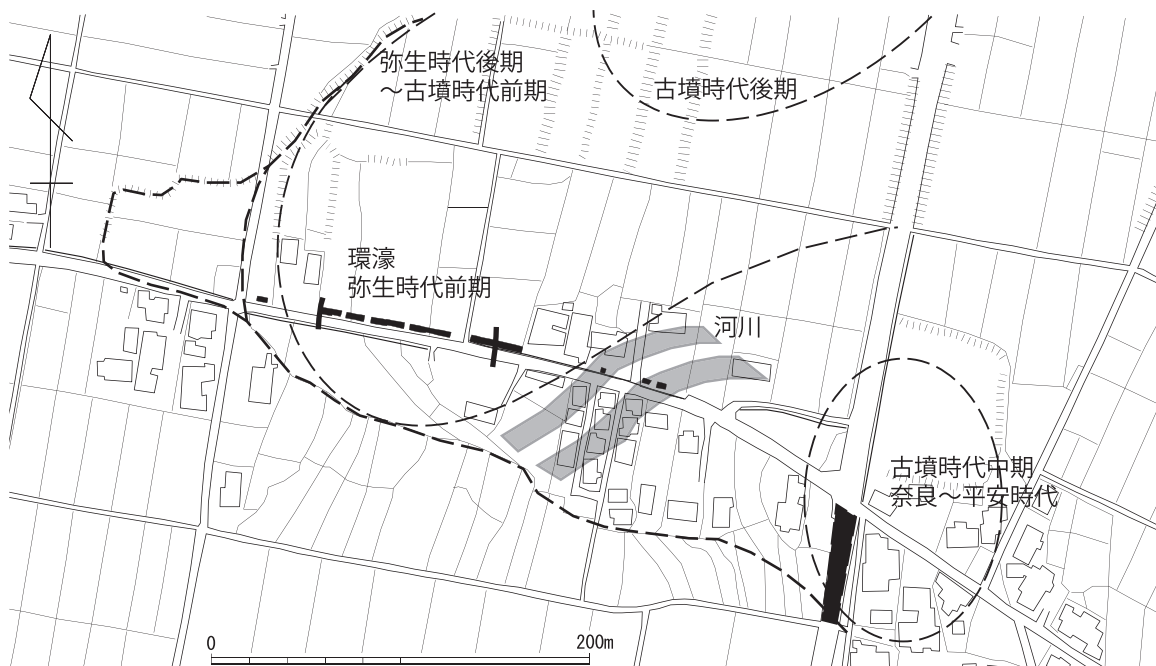 弥生時代後期
～古墳時代前期
古墳時代後期
環濠
弥生時代前期
河川
古墳時代中期
奈良～平安時代
0
200m